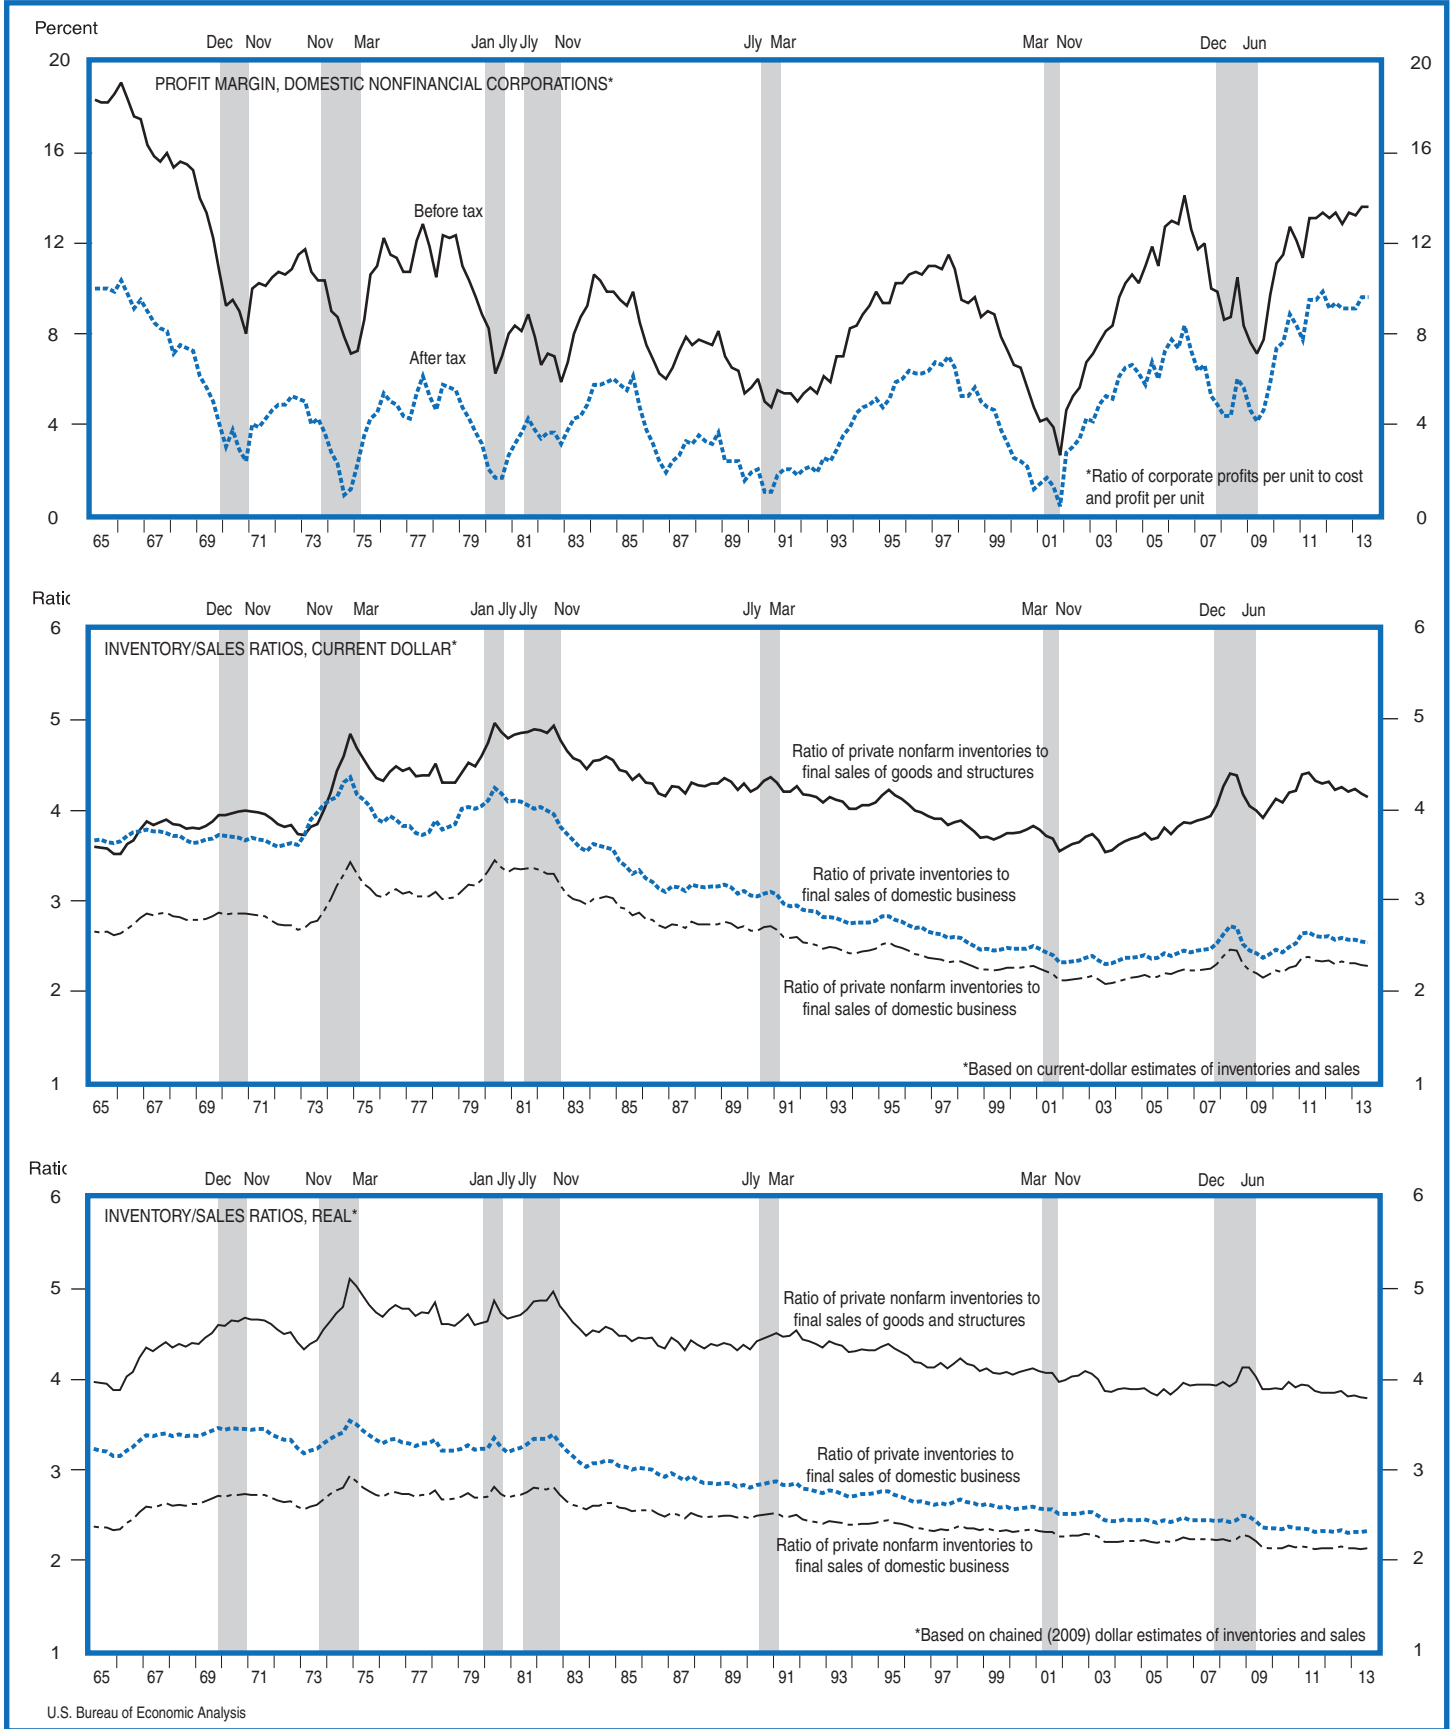 Percent
Dec Nov Nov Mar Jan Jly Jly Nov Jly Mar Mar Nov Dec Jun
20 20
PROFIT MARGIN, DOMESTIC NONFINANCIAL CORPORATIONS*
16 16
Before tax
12 12
8 8
After tax
4 4
*Ratio of corporate profits per unit to cost
and profit per unit
0 0
65 67 69 71 73 75 77 79 81 83 85 87 89 91 93 95 97 99 01 03 05 07 09 11 13
Ratio
Dec Nov Nov Mar Jan Jly Jly Nov Jly Mar Mar Nov Dec Jun
6 6
INVENTORY/SALES RATIOS, CURRENT DOLLAR*
5 5
Ratio of private nonfarm inventories to
final sales of goods and structures
4 4
Ratio of private inventories to
final sales of domestic business
3 3
Ratio of private nonfarm inventories to
final sales of domestic business
2 2
*Based on current-dollar estimates of inventories and sales
1 1
65 67 69 71 73 75 77 79 81 83 85 87 89 91 93 95 97 99 01 03 05 07 09 11 13
Ratio
Dec Nov Nov Mar Jan Jly Jly Nov Jly Mar Mar Nov Dec Jun
6 6
INVENTORY/SALES RATIOS, REAL*
5 5
Ratio of private nonfarm inventories to
final sales of goods and structures
4 4
Ratio of private inventories to
final sales of domestic business
3 3
Ratio of private nonfarm inventories to
final sales of domestic business
2 2
*Based on chained (2009) dollar estimates of inventories and sales
1 1
65 67 69 71 73 75 77 79 81 83 85 87 89 91 93 95 97 99 01 03 05 07 09 11 13
U.S. Bureau of Economic Analysis